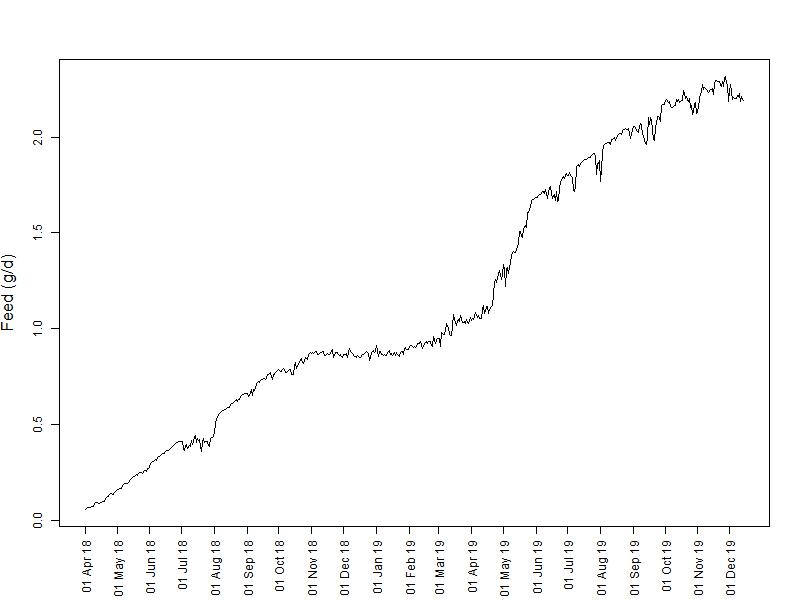 Feed (g/d)
2.0
1.5
1.0
0.5
0.0
01 Apr 18
01 May 18
01 Jun 18
01 Jul 18
01 Aug 18
01 Sep 18
01 Oct 18
01 Nov 18
01 Dec 18
01 Jan 19
01 Feb 19
01 Mar 19
01 Apr 19
01 May 19
01 Jun 19
01 Jul 19
01 Aug 19
01 Sep 19
01 Oct 19
01 Nov 19
01 Dec 19